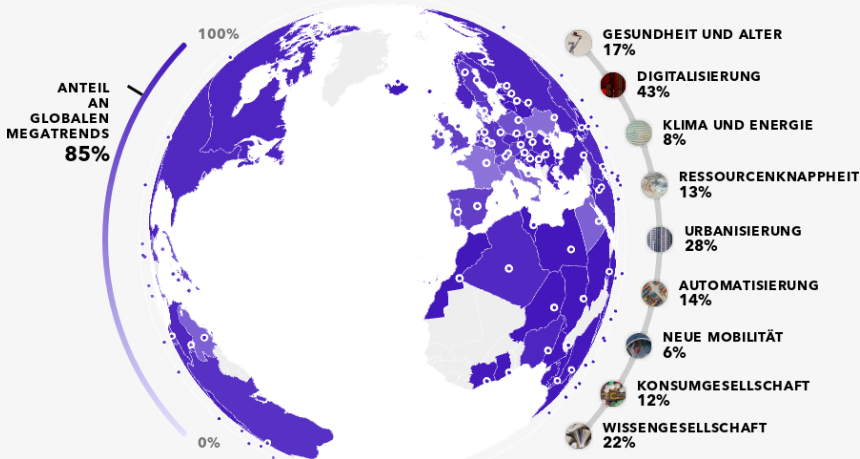 100%
ANTEIL
AN
GLOBALEN
MEGATRENDS
85%
0%
GESUNDHEIT UND ALTER
17%
DIGITALISIERUNG
43%
KLIMA UND ENERGIE
8%
RESSOURCENKNAPPHEIT
13%
URBANISIERUNG
28%
AUTOMATISIERUNG
14%
NEUE MOBILITÄT
6%
KONSUMGESELLSCHAFT
12%
WISSENGESELLSCHAFT
22%